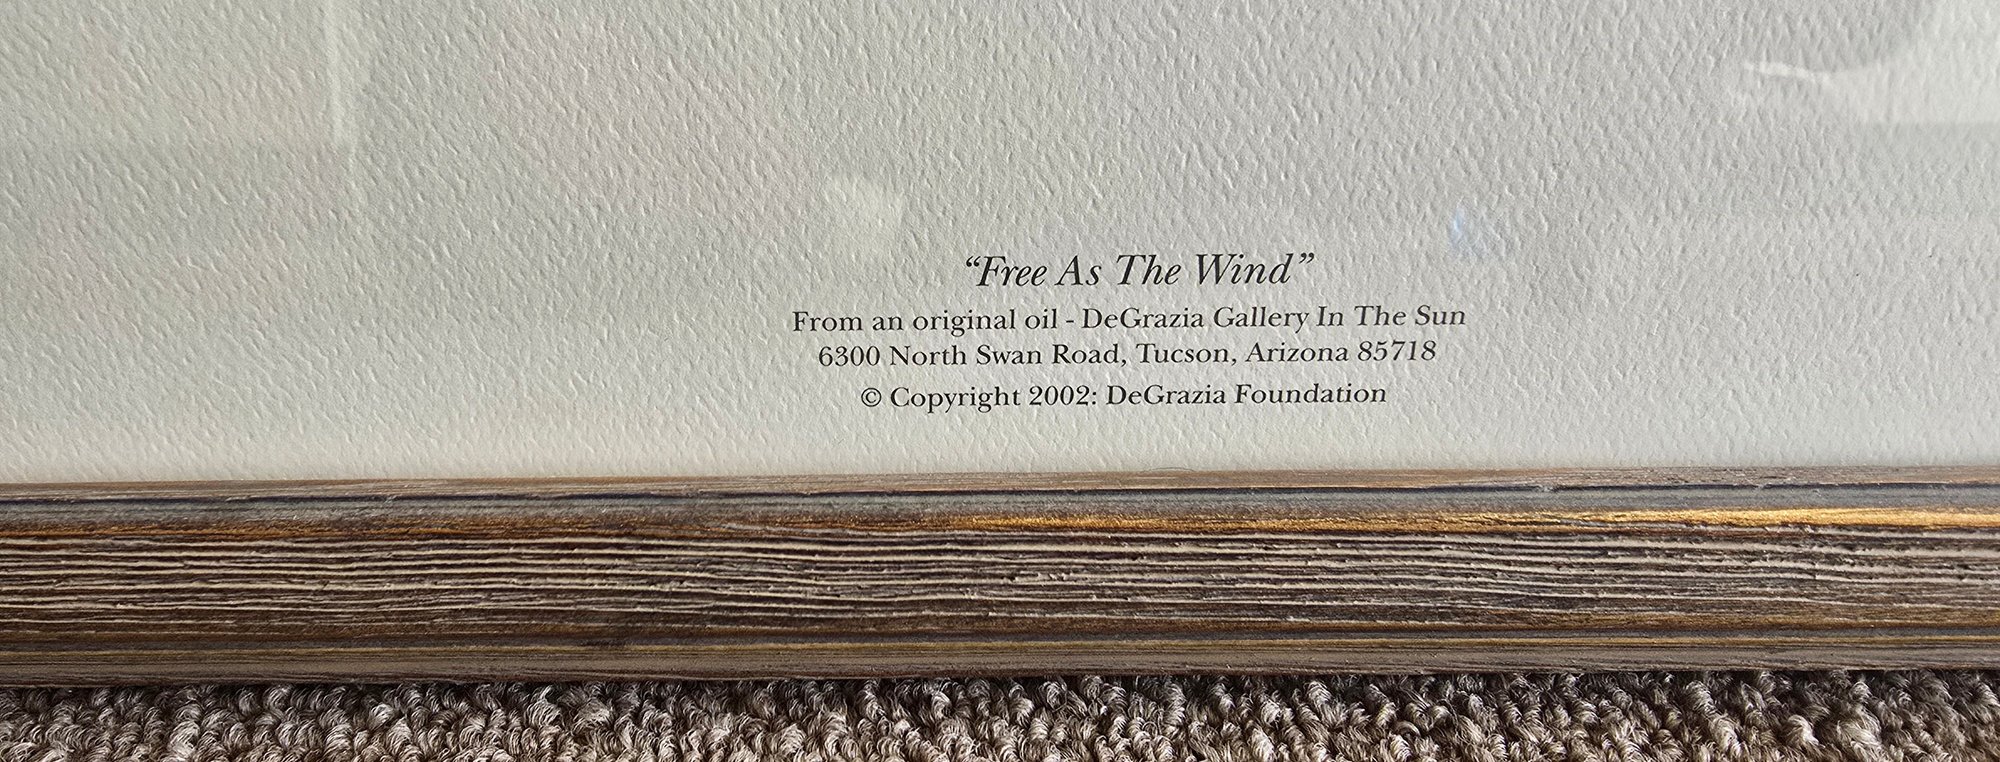 “Free As The Wind”
From an original oil - DeGrazia Gallery In The Sun
6300 North Swan Road, Tucson, Arizona 85718
© Copyright 2002: DeGrazia Foundation